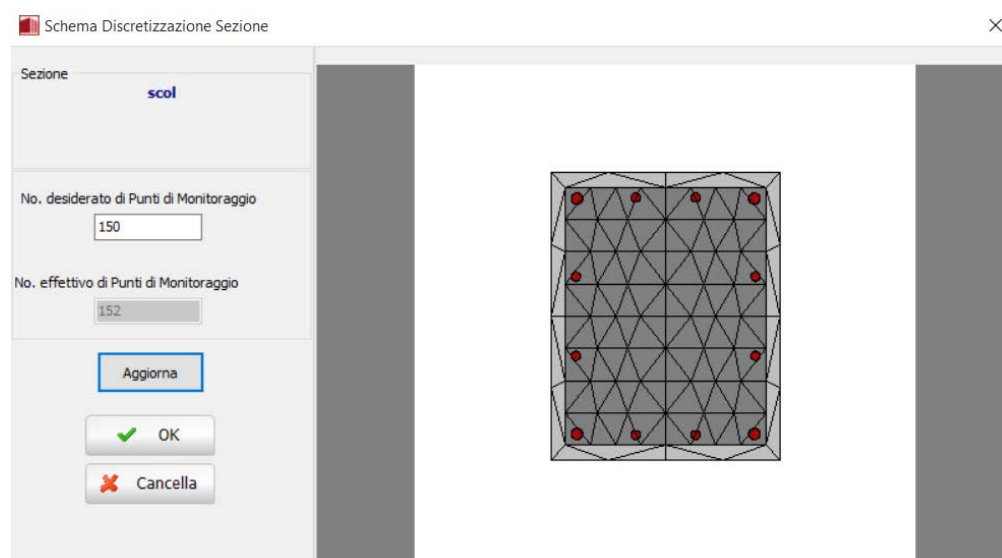 Schema Discretizzazione Sezione
Sezione
scol
No. desiderato di Punti di Monitoraggio
150
No. effettivo di Punti di Monitoraggio
152
Aggiorna
OK
Cancella